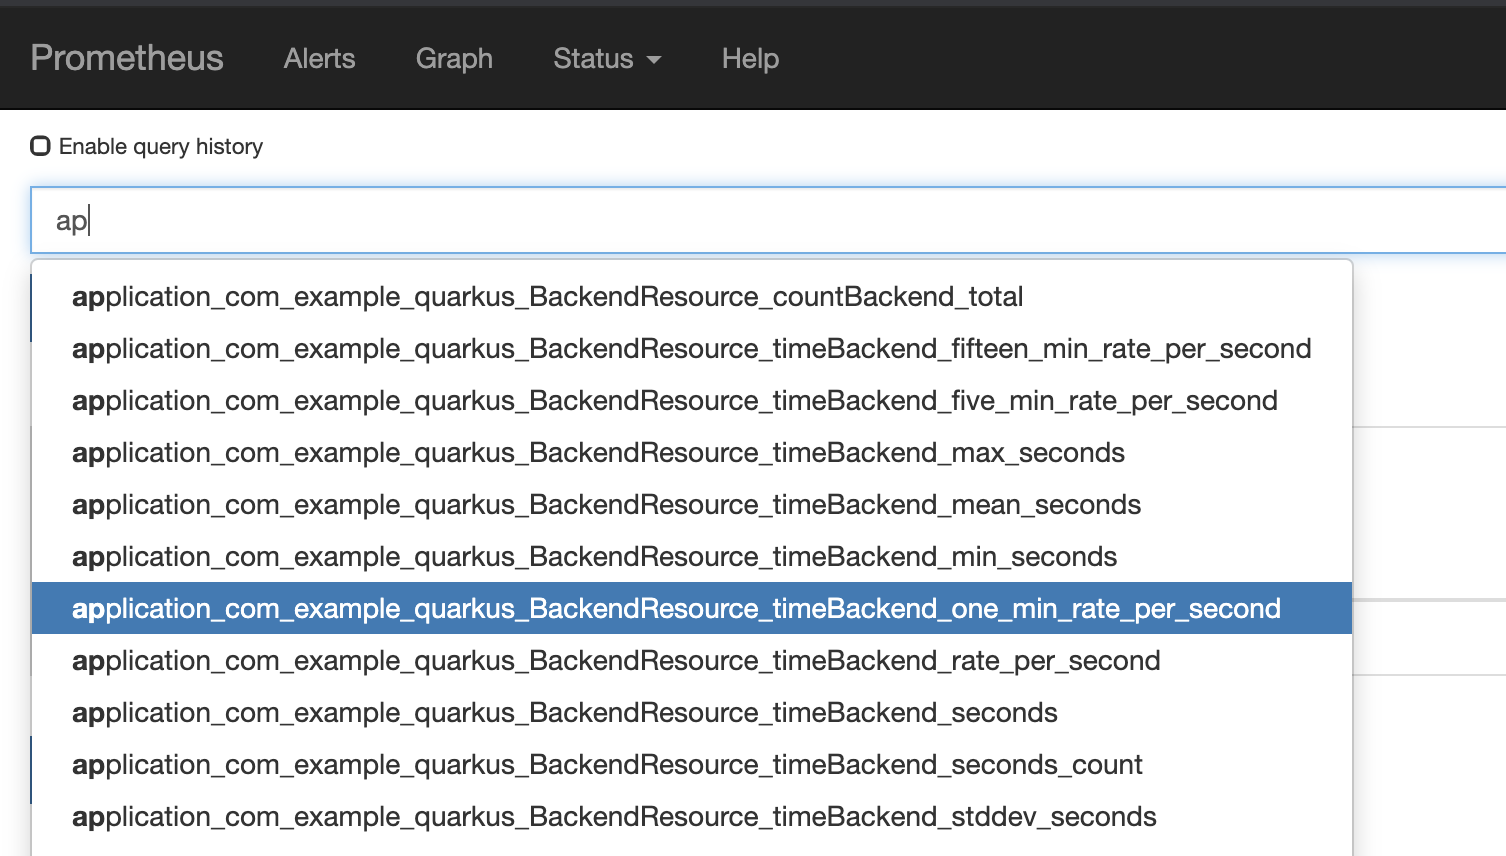 Prometheus Alerts Graph Status Help
Enable query history
ap
application_com_example_quarkus_BackendResource_countBackend_total
application_com_example_quarkus_BackendResource_timeBackend_fifteen_min_rate_per_second
application_com_example_quarkus_BackendResource_timeBackend_five_min_rate_per_second
application_com_example_quarkus_BackendResource_timeBackend_max_seconds
application_com_example_quarkus_BackendResource_timeBackend_mean_seconds
application_com_example_quarkus_BackendResource_timeBackend_min_seconds
application_com_example_quarkus_BackendResource_timeBackend_one_min_rate_per_second
application_com_example_quarkus_BackendResource_timeBackend_rate_per_second
application_com_example_quarkus_BackendResource_timeBackend_seconds
application_com_example_quarkus_BackendResource_timeBackend_seconds_count
application_com_example_quarkus_BackendResource_timeBackend_stddev_seconds